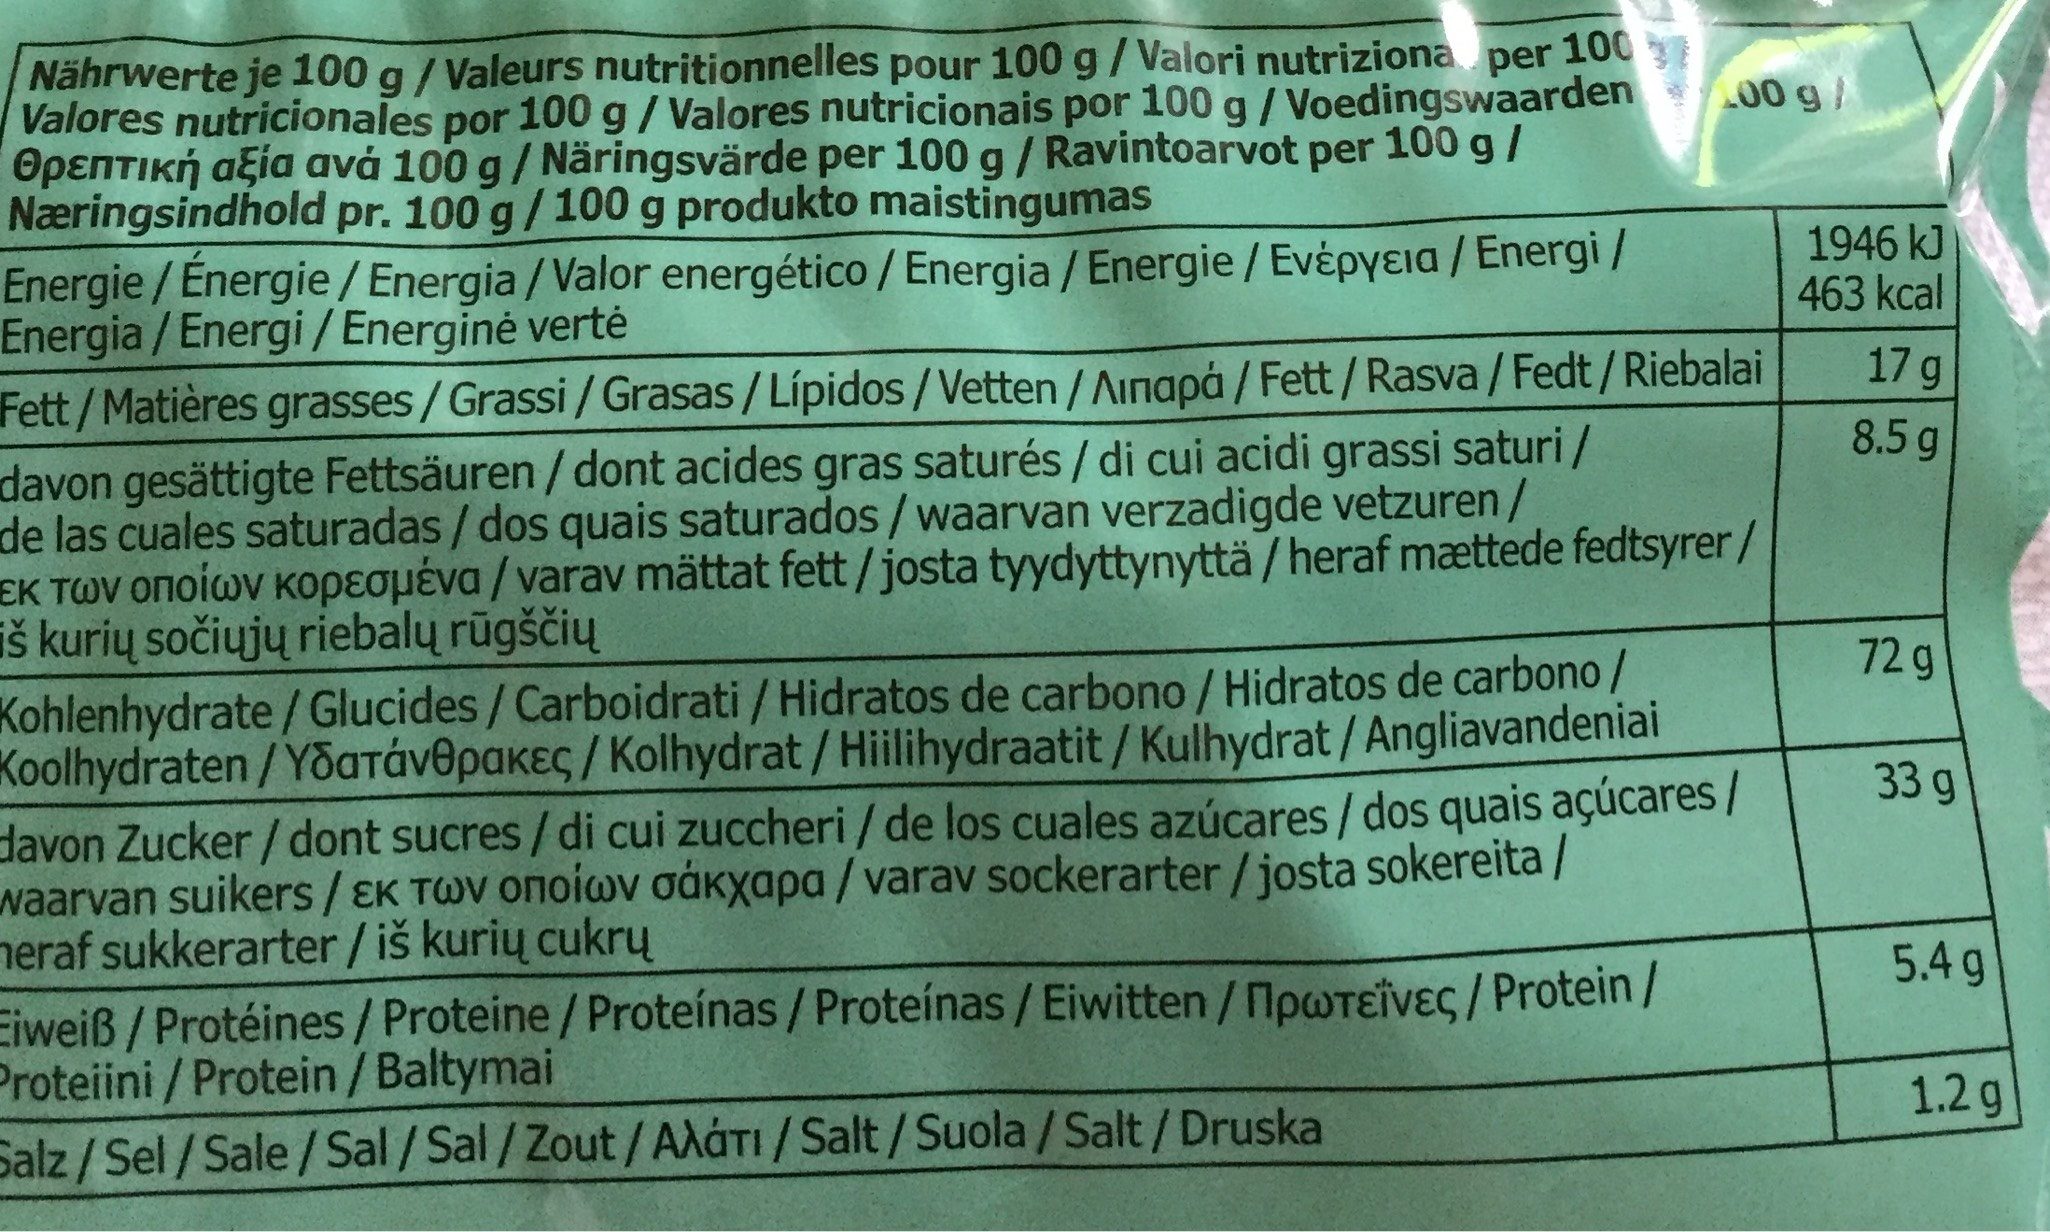 Nährwerte je 100 g / Valeurs nutritionnelles pour 100 g / Valori per 100
Valores nutricionales por 100 g / Valores nutricionais por 100 g / Voedingswaarden 100 g /
Θρεπτική αξία ανά 100 g / Näringsvärde per 100 g / Ravintoarvot per 100 g /
Næringsindhold pr. 100 g / 100 g produkto maistingumas
Energie / Énergie / Energia / Valor energético / Energia / Energie / Ενέργεια / Energi / 1946 kJ
Energia / Energi / Energinė vertė 463 kcal
Fett / Matières grasses / Grassi / Grasas / Lípidos / Vetten / Λιπαρά / Fett / Rasva / Fedt / Riebalai 17 g
davon gesättigte Fettsäuren / dont acides gras saturés / di cui acidi grassi saturi / 8.5 g
de las cuales saturadas / dos quais saturados / waarvan verzadigde vetzuren /
εκ των οποίων κορεσμένα / varav mättat fett / josta tyydyttynyttä / heraf mættede fedtsyrer /
iš kurių sočiųjų riebalų rūgščių
Kohlenhydrate / Glucides / Carboidrati / Hidratos de carbono / Hidratos de carbono / 72 g
Koolhydraten / Υδατάνθρακες / Kolhydrat / Hiilihydraatit / Kulhydrat / Angliavandeniai
davon Zucker / dont sucres / di cui zuccheri / de los cuales azúcares / dos quais açúcares / 33 g
waarvan suikers / εκ των οποίων σάκχαρα / varav sockerarter / josta sokereita /
heraf sukkerarter / iš kurių cukrų
Eiweiß / Protéines / Proteine / Proteínas / Proteínas / Eiwitten / Πρωτεΐνες / Protein / 5.4 g
Proteiini / Protein / Baltymai
Salz / Sel / Sale / Sal / Sal / Zout / Αλάτι / Salt / Suola / Salt / Druska 1.2 g